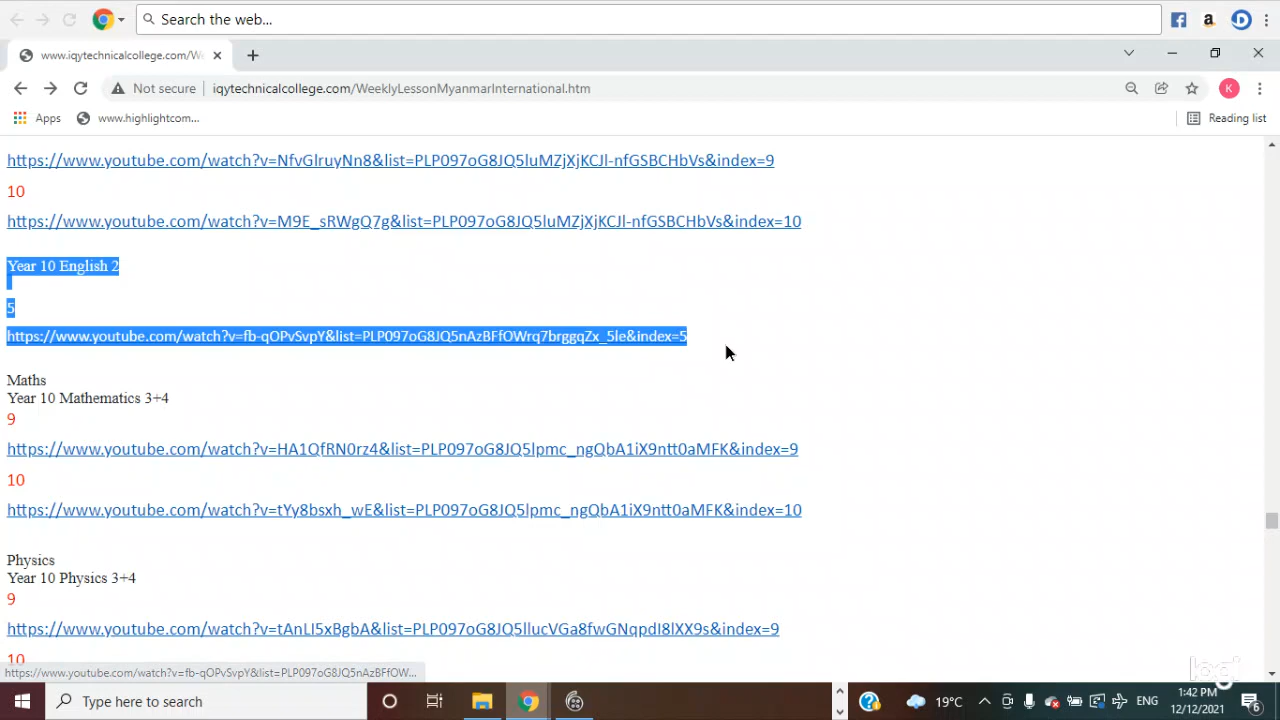 Search the web...
www.iqytechnicalcollege.com/We
Not secure
iqytechnicalcollege.com/WeeklyLessonMyanmarInternational.htm
K
Apps
www.highlightcom...
Reading list
https://www.youtube.com/watch?v=NfvGlruyNn8&list=PLP097oG8JQ5luMZjXjKCJl-nfGSBCHbVs&index=9
10
https://www.youtube.com/watch?v=M9E_sRWgQ7g&list=PLP097oG8JQ5luMZjXjKCJl-nfGSBCHbVs&index=10
Year 10 English 2
5
https://www.youtube.com/watch?v=fb-qOPvSvpY&list=PLP097oG8JQ5nAzBFfOWrq7brggqZx_5le&index=5
Maths
Year 10 Mathematics 3+4
9
https://www.youtube.com/watch?v=HA1QfRN0rz4&list=PLP097oG8JQ5lpmc_ngQbA1iX9ntt0aMFK&index=9
10
https://www.youtube.com/watch?v=tYy8bsxh_wE&list=PLP097oG8JQ5lpmc_ngQbA1iX9ntt0aMFK&index=10
Physics
Year 10 Physics 3+4
9
https://www.youtube.com/watch?v=tAnLI5xBgbA&list=PLP097oG8JQ5llucVGa8fwGNqpdI8lXX9s&index=9
10
https://www.youtube.com/watch?v=fb-qOPvSvpY&list=PLP097oG8JQ5nAzBFfOW...
logi
Type here to search
19°C
ENG
1:42 PM
12/12/2021
6